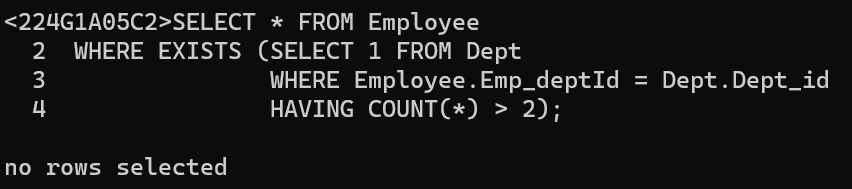 <224G1A05C2>SELECT * FROM Employee
  2  WHERE EXISTS (SELECT 1 FROM Dept
  3                WHERE Employee.Emp_deptId = Dept.Dept_id
  4                HAVING COUNT(*) > 2);
no rows selected